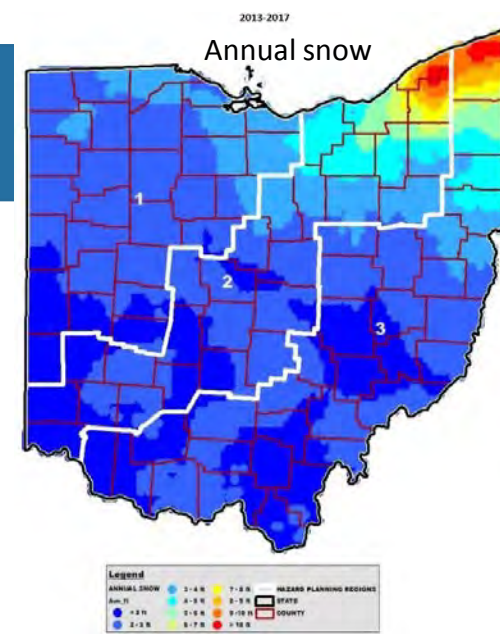 2013-2017
Annual snow
1
2
3
Legend
ANNUAL SNOW
< 2 ft
2 - 3 ft
3 - 4 ft
4 - 5 ft
5 - 6 ft
6 - 7 ft
7 - 8 ft
8 - 9 ft
9 - 10 ft
> 10 ft
HAZARD PLANNING REGIONS
STATE
COUNTY